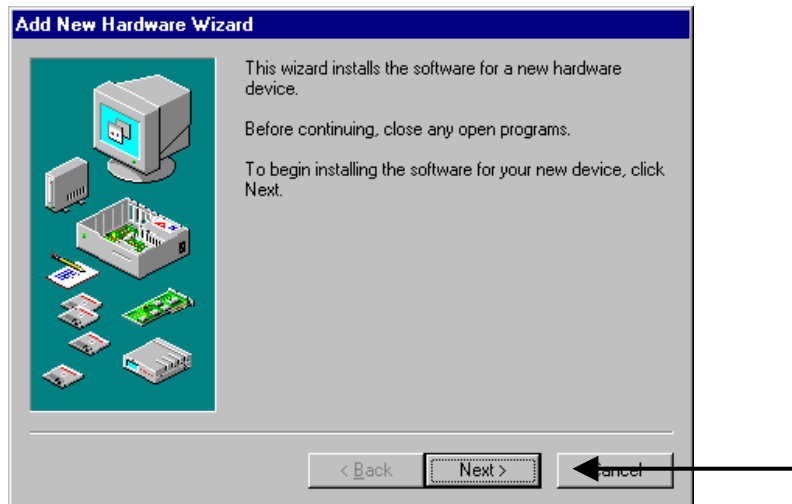 Add New Hardware Wizard
This wizard installs the software for a new hardware
device.
Before continuing, close any open programs.
To begin installing the software for your new device, click
Next.
< Back
Next >
Cancel